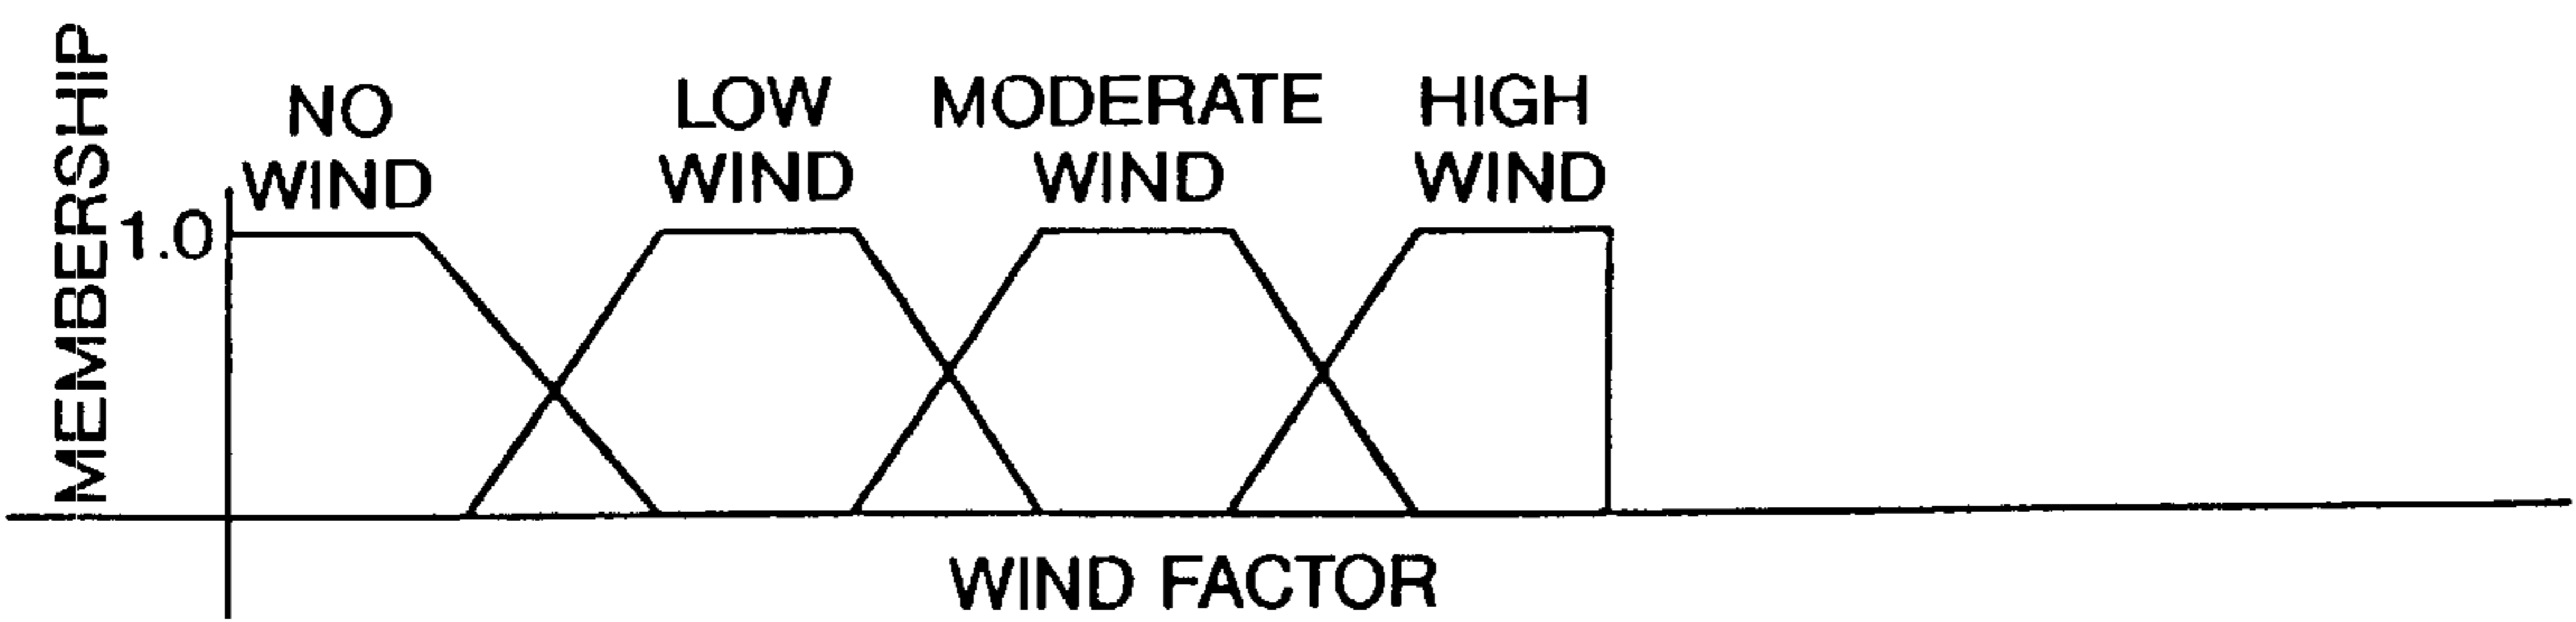 MEMBERSHIP
NO
WIND
LOW
WIND
MODERATE
WIND
HIGH
WIND
1.0
WIND FACTOR